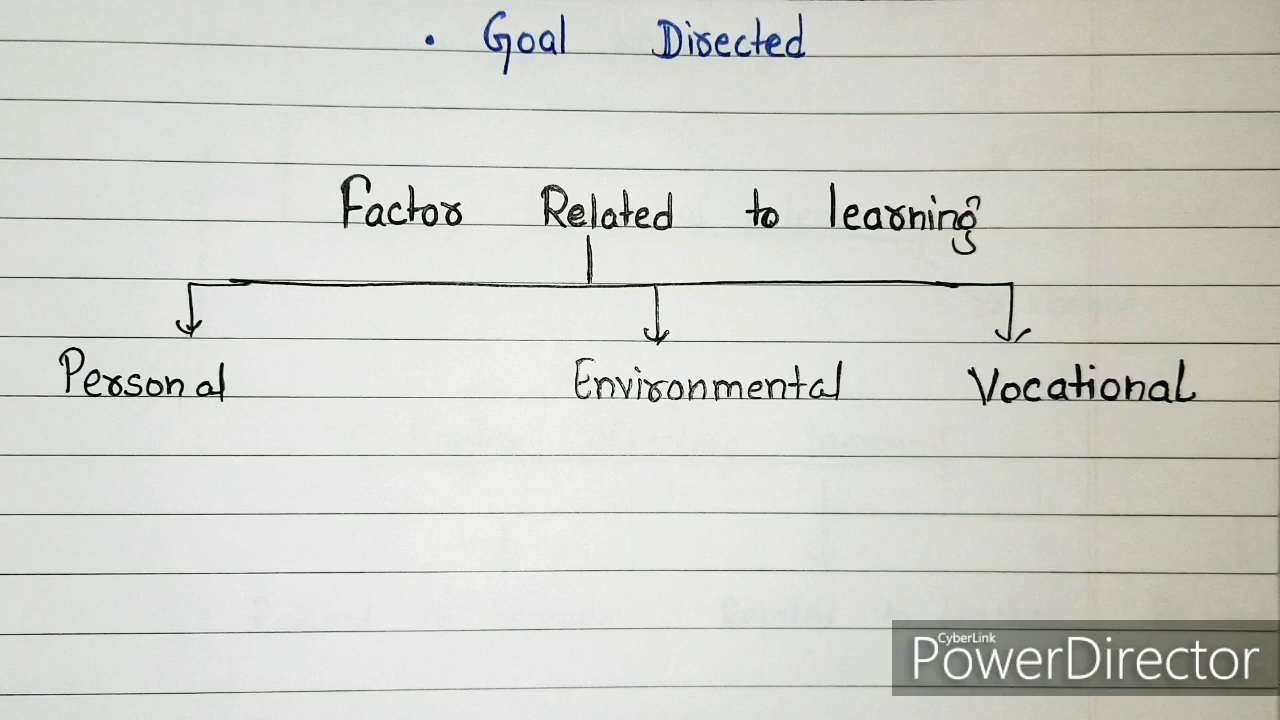 • Goal Directed
Factor Related to learning
Personal Environmental Vocational
CyberLink
PowerDirector